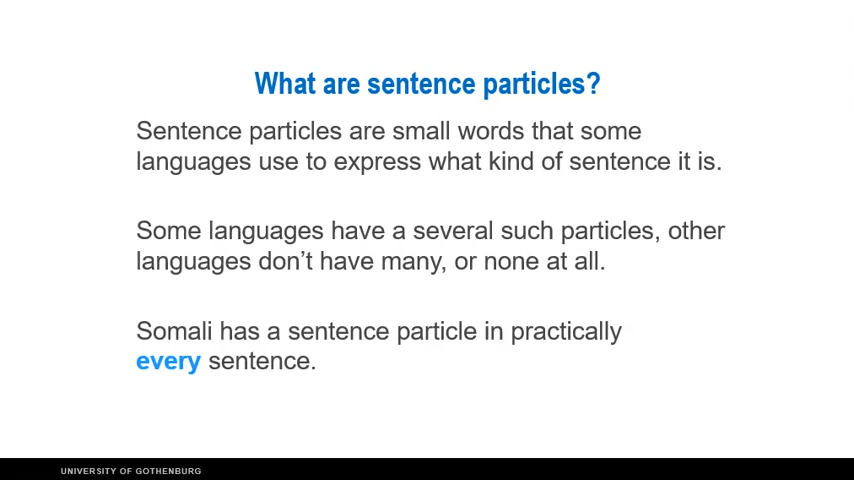 What are sentence particles?
Sentence particles are small words that some
languages use to express what kind of sentence it is.
Some languages have a several such particles, other
languages don’t have many, or none at all.
Somali has a sentence particle in practically
every sentence.
UNIVERSITY OF GOTHENBURG